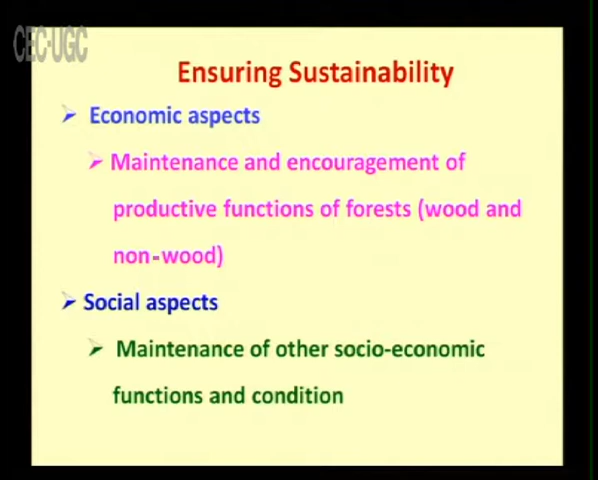 CEC-UGC
Ensuring Sustainability
Economic aspects
Maintenance and encouragement of
productive functions of forests (wood and
non-wood)
Social aspects
Maintenance of other socio-economic
functions and condition